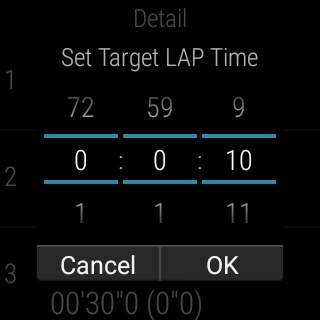 Detail
Set Target LAP Time
1
72 59 9
0 : 0 : 10
2
1 1 11
Cancel OK
3
00'30"0 (0"0)